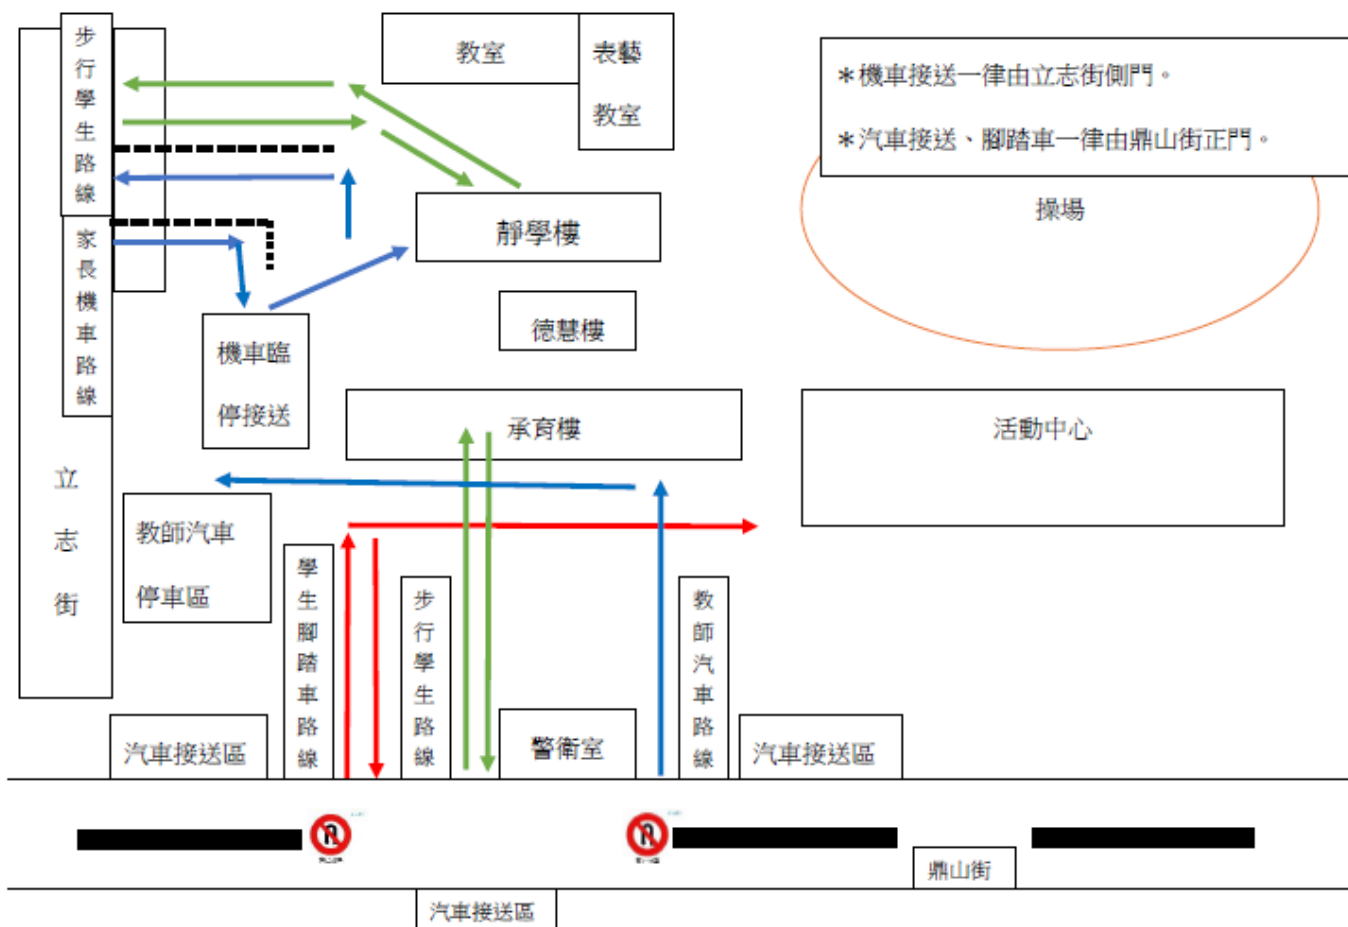 步行學生路線
教室
表藝
教室
＊機車接送一律由立志街側門。
＊汽車接送、腳踏車一律由鼎山街正門。
操場
靜學樓
家長機車路線
德慧樓
機車臨
停接送
承育樓
活動中心
立志街
教師汽車
停車區
學生腳踏車路線
步行學生路線
教師汽車路線
汽車接送區
警衛室
汽車接送區
鼎山街
汽車接送區